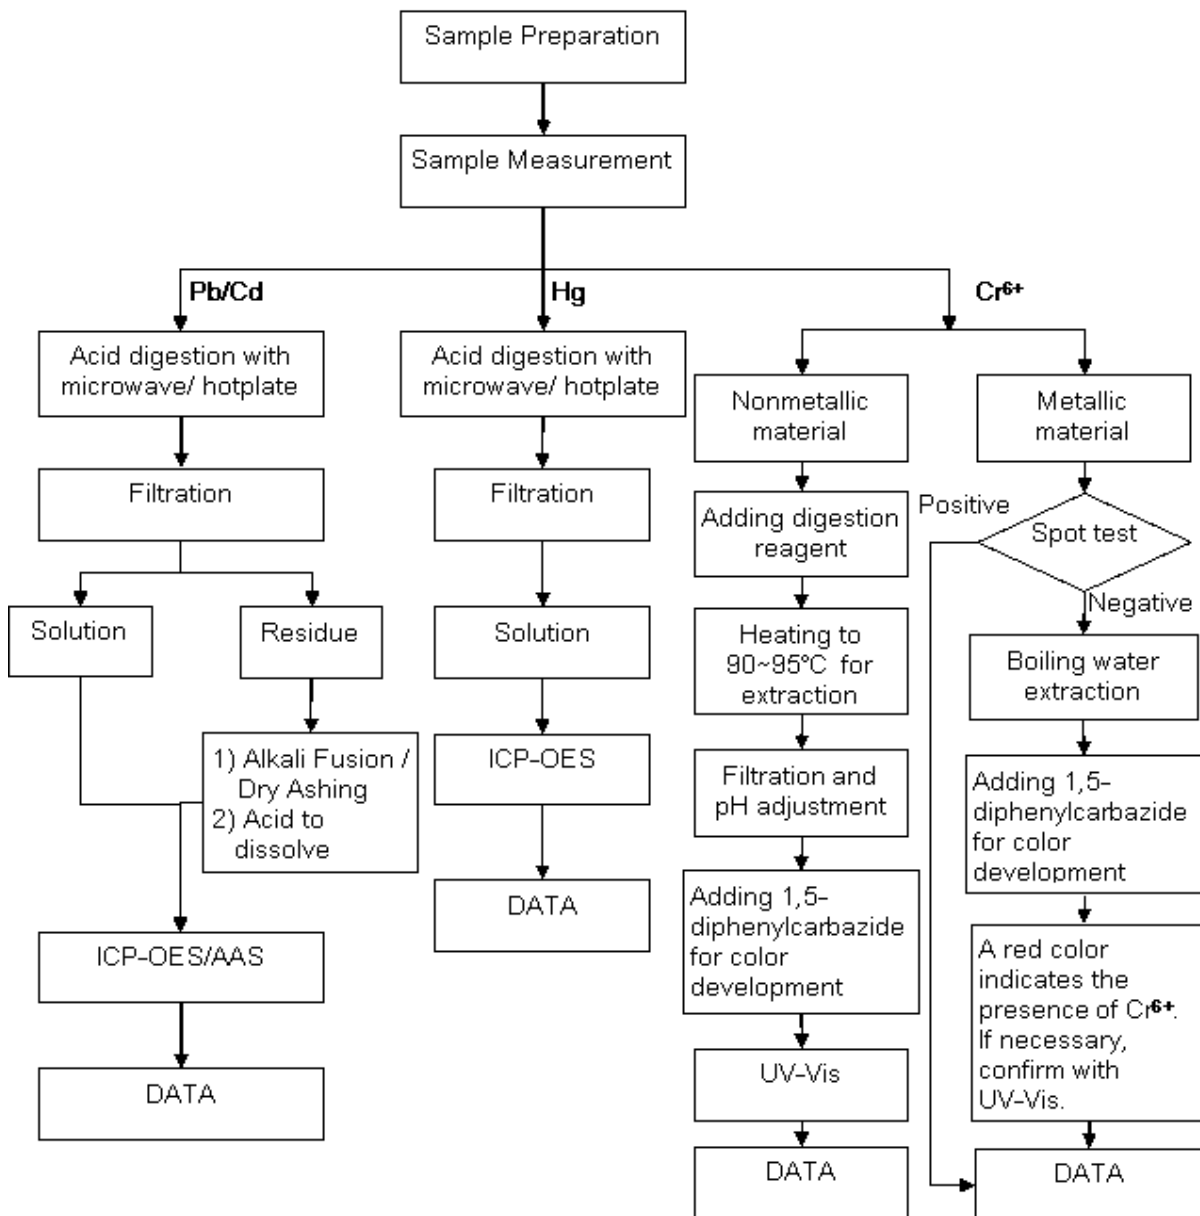 Sample Preparation
Sample Measurement
Pb/Cd
Hg
Cr⁶⁺
Acid digestion with
microwave/ hotplate
Filtration
Solution
Residue
1) Alkali Fusion /
Dry Ashing
2) Acid to
dissolve
ICP-OES/AAS
DATA
Acid digestion with
microwave/ hotplate
Filtration
Solution
ICP-OES
DATA
Nonmetallic
material
Adding digestion
reagent
Heating to
90~95°C for
extraction
Filtration and
pH adjustment
Adding 1,5-
diphenylcarbazide
for color
development
UV-Vis
DATA
Metallic
material
Positive
Spot test
Negative
Boiling water
extraction
Adding 1,5-
diphenylcarbazide
for color
development
A red color
indicates the
presence of Cr⁶⁺.
If necessary,
confirm with
UV-Vis.
DATA